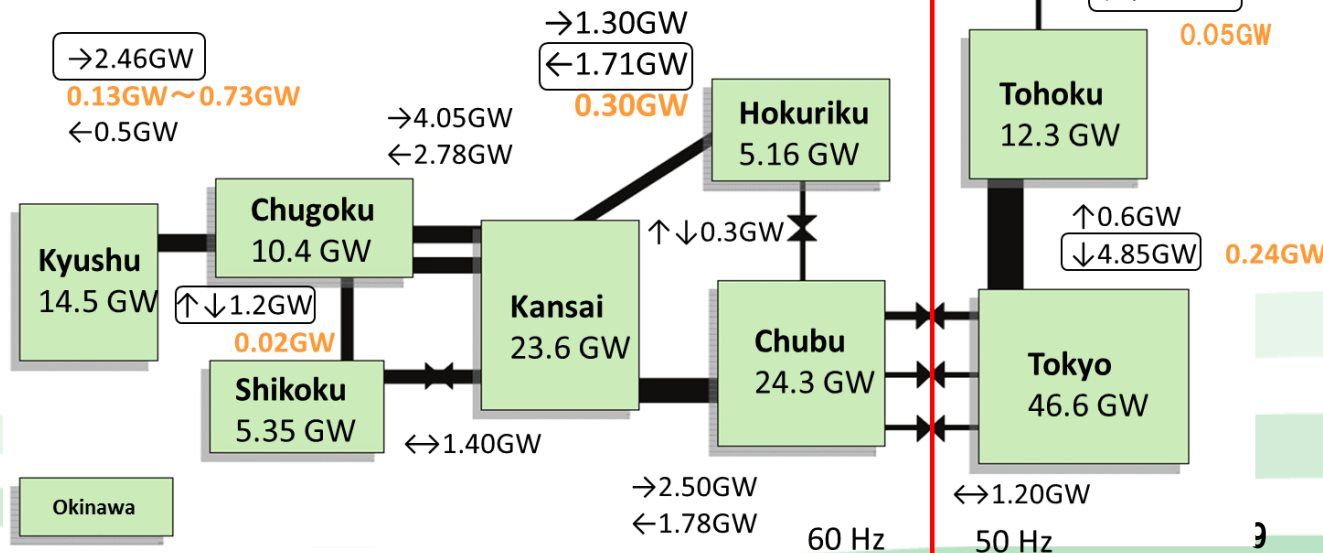 →1.30GW
←1.71GW
0.30GW
→2.46GW
0.13GW～0.73GW
←0.5GW
→4.05GW
←2.78GW
0.05GW
Tohoku
12.3 GW
Hokuriku
5.16 GW
Chugoku
10.4 GW
Kyushu
14.5 GW
↑↓1.2GW
0.02GW
↑↓0.3GW
↑0.6GW
↓4.85GW
0.24GW
Kansai
23.6 GW
Chubu
24.3 GW
Tokyo
46.6 GW
Shikoku
5.35 GW
↔1.40GW
Okinawa
→2.50GW
←1.78GW
↔1.20GW
60 Hz
50 Hz
9